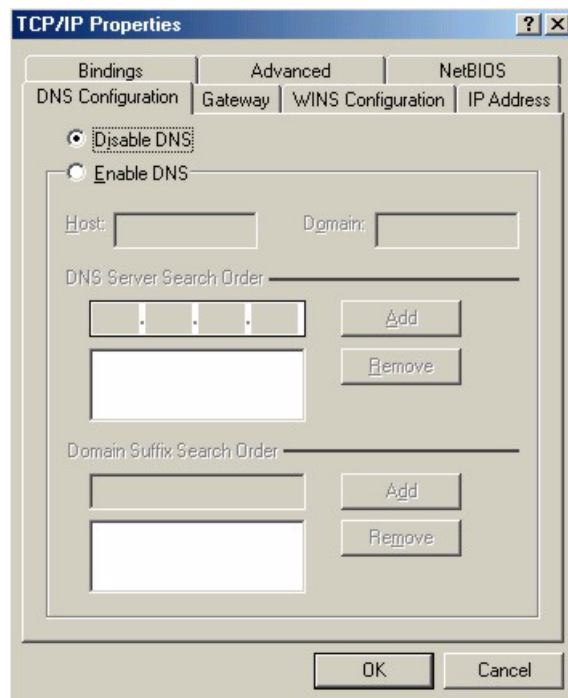 TCP/IP Properties
Bindings Advanced NetBIOS
DNS Configuration Gateway WINS Configuration IP Address
Disable DNS
Enable DNS
Host: Domain:
DNS Server Search Order
. . . Add
Remove
Domain Suffix Search Order
Add
Remove
OK Cancel